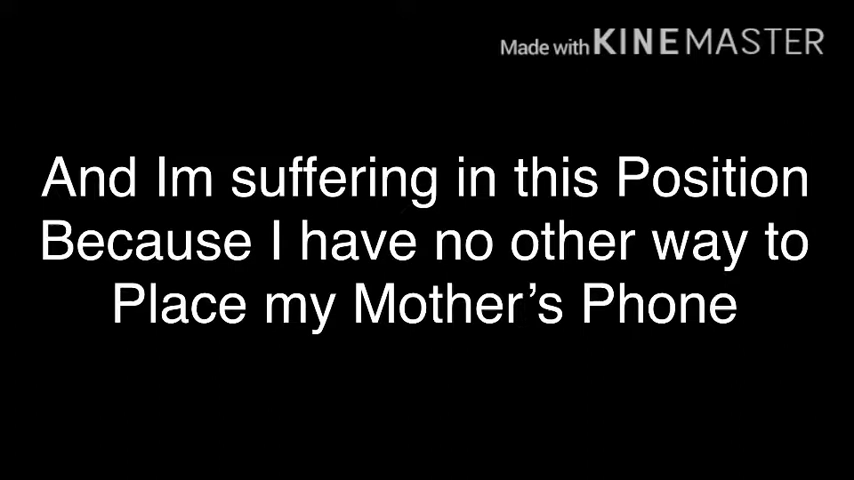 Made with KINEMASTER
And Im suffering in this Position
Because I have no other way to
Place my Mother’s Phone